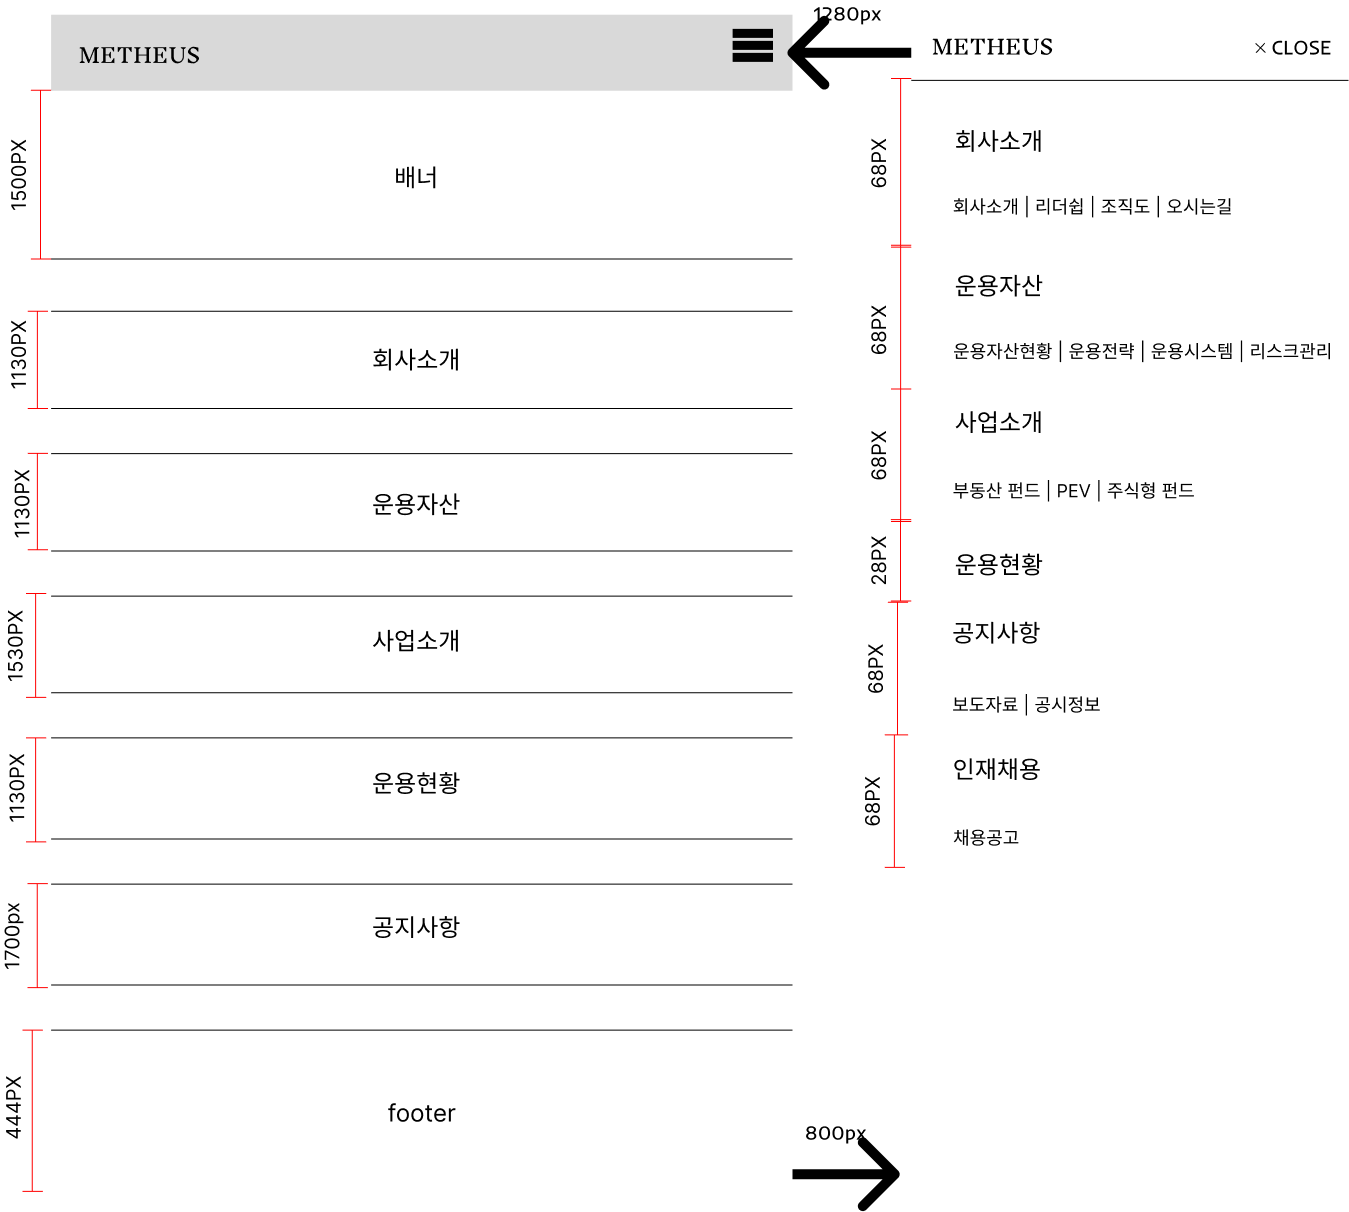 METHEUS
1500PX
배너
1130PX
회사소개
1130PX
운용자산
1530PX
사업소개
1130PX
운용현황
1700px
공지사항
444PX
footer
1280px
800px
METHEUS
× CLOSE
68PX
회사소개
회사소개 | 리더쉽 | 조직도 | 오시는길
68PX
운용자산
운용자산현황 | 운용전략 | 운용시스템 | 리스크관리
68PX
사업소개
부동산 펀드 | PEV | 주식형 펀드
28PX
운용현황
68PX
공지사항
보도자료 | 공시정보
68PX
인재채용
채용공고